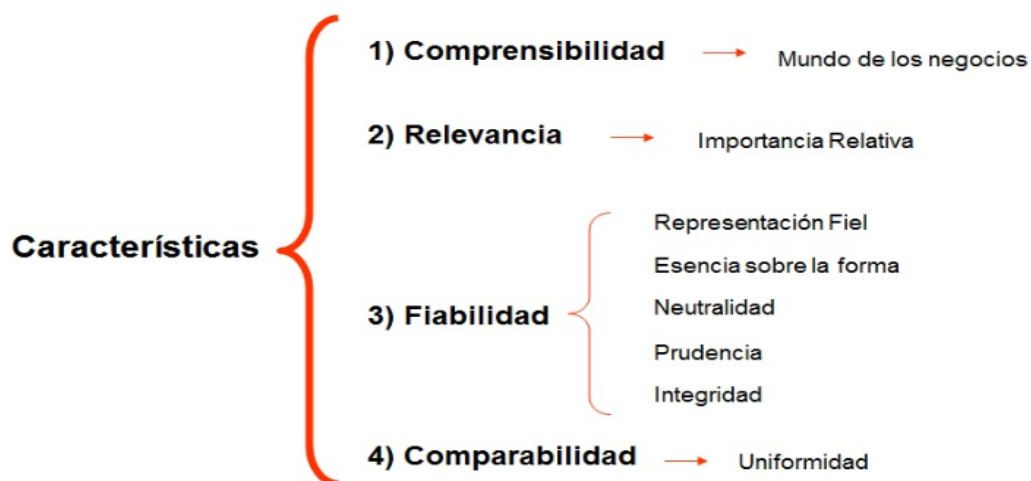 Características
1) Comprensibilidad
Mundo de los negocios
2) Relevancia
Importancia Relativa
3) Fiabilidad
Representación Fiel
Esencia sobre la forma
Neutralidad
Prudencia
Integridad
4) Comparabilidad
Uniformidad